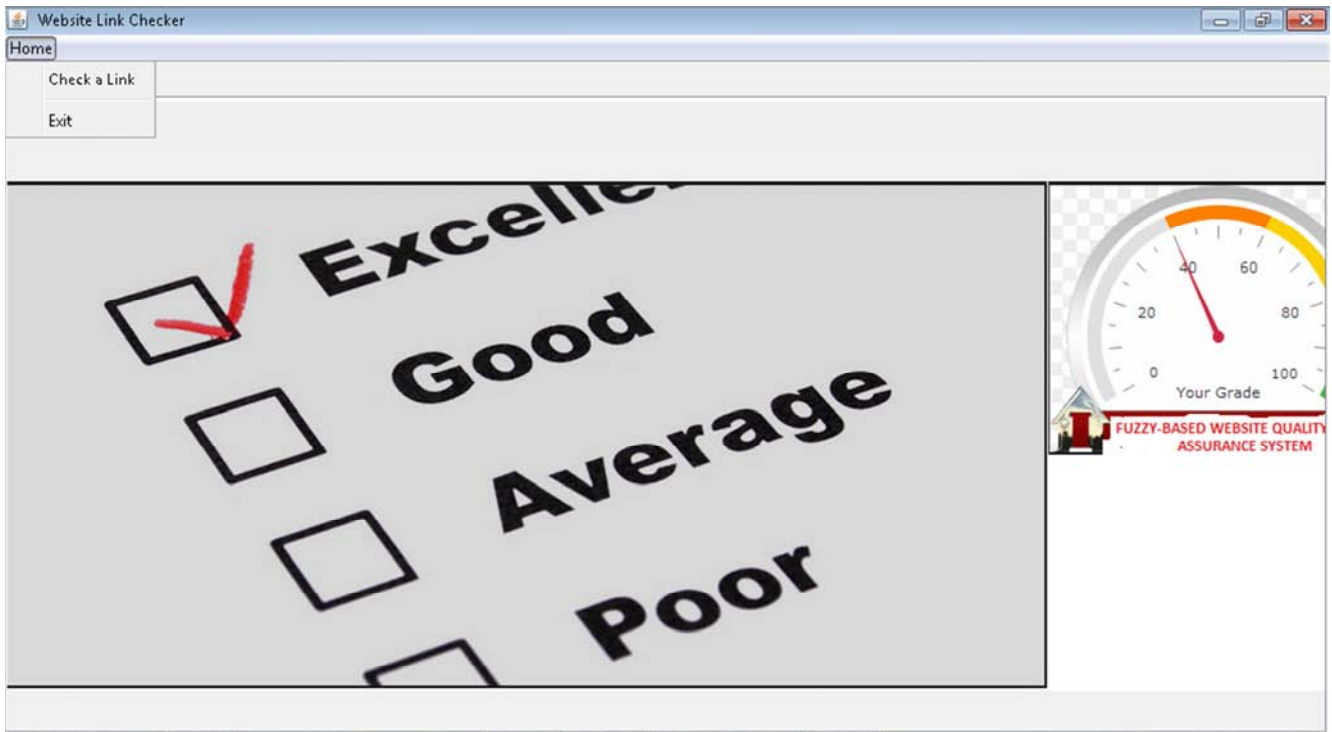 Website Link Checker
Home
Check a Link
Exit
Good
Average
Poor
40
60
20
80
0
100
Your Grade
FUZZY-BASED WEBSITE QUALITY
ASSURANCE SYSTEM